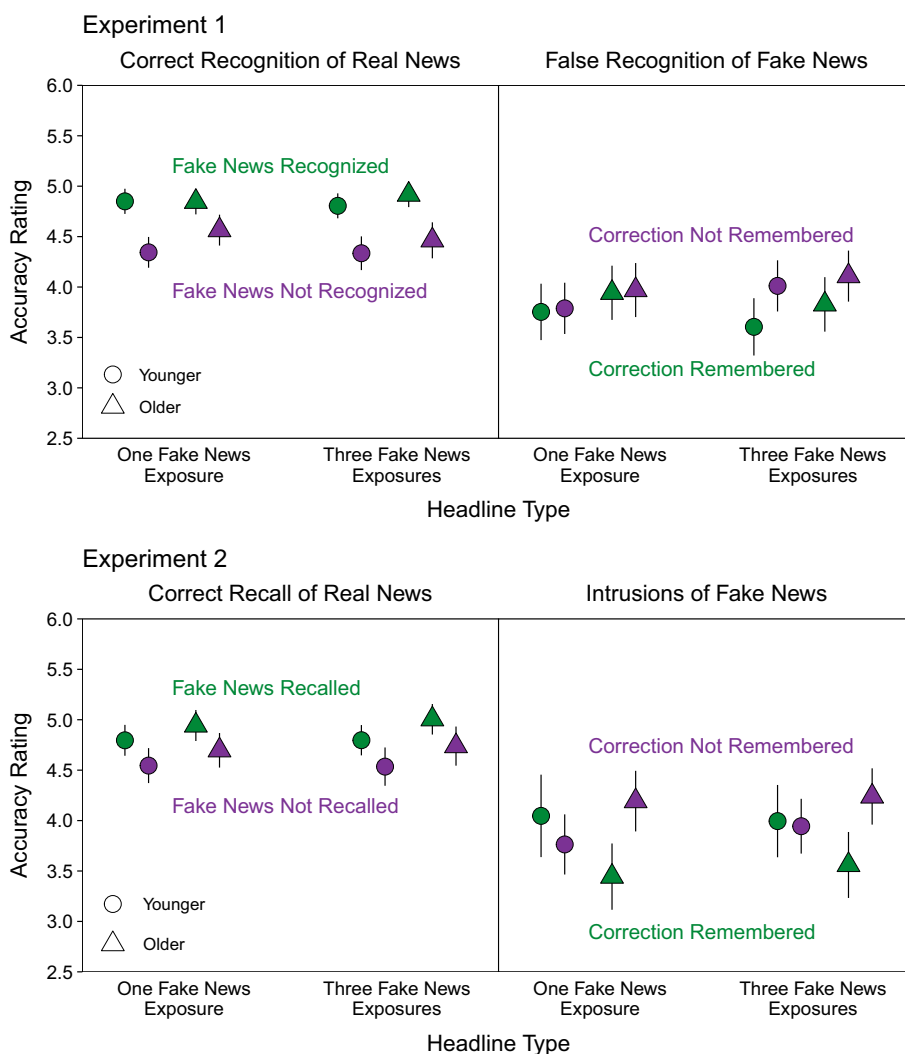 Experiment 1
Correct Recognition of Real News
False Recognition of Fake News
Accuracy Rating
6.0
5.5
5.0
4.5
4.0
3.5
3.0
2.5
Fake News Recognized
Fake News Not Recognized
Correction Not Remembered
Correction Remembered
Younger
Older
One Fake News
Exposure
Three Fake News
Exposures
One Fake News
Exposure
Three Fake News
Exposures
Headline Type
Experiment 2
Correct Recall of Real News
Intrusions of Fake News
Accuracy Rating
6.0
5.5
5.0
4.5
4.0
3.5
3.0
2.5
Fake News Recalled
Fake News Not Recalled
Correction Not Remembered
Correction Remembered
Younger
Older
One Fake News
Exposure
Three Fake News
Exposures
One Fake News
Exposure
Three Fake News
Exposures
Headline Type